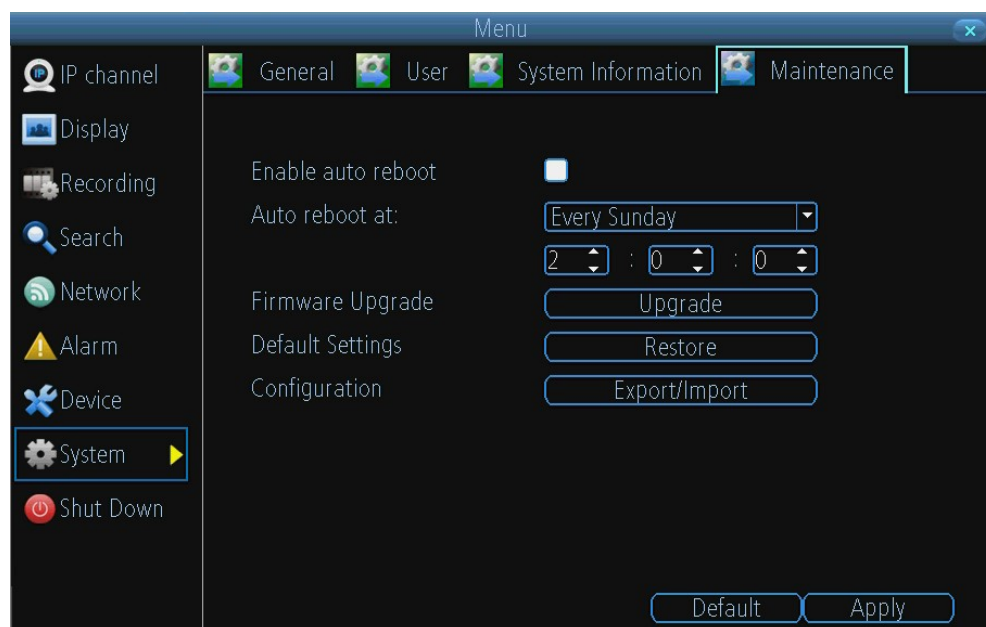 Menu
IP channel
Display
Recording
Search
Network
Alarm
Device
System
Shut Down
General User System Information Maintenance
Enable auto reboot
Auto reboot at: Every Sunday
2 : 0 : 0
Firmware Upgrade Upgrade
Default Settings Restore
Configuration Export/Import
Default Apply